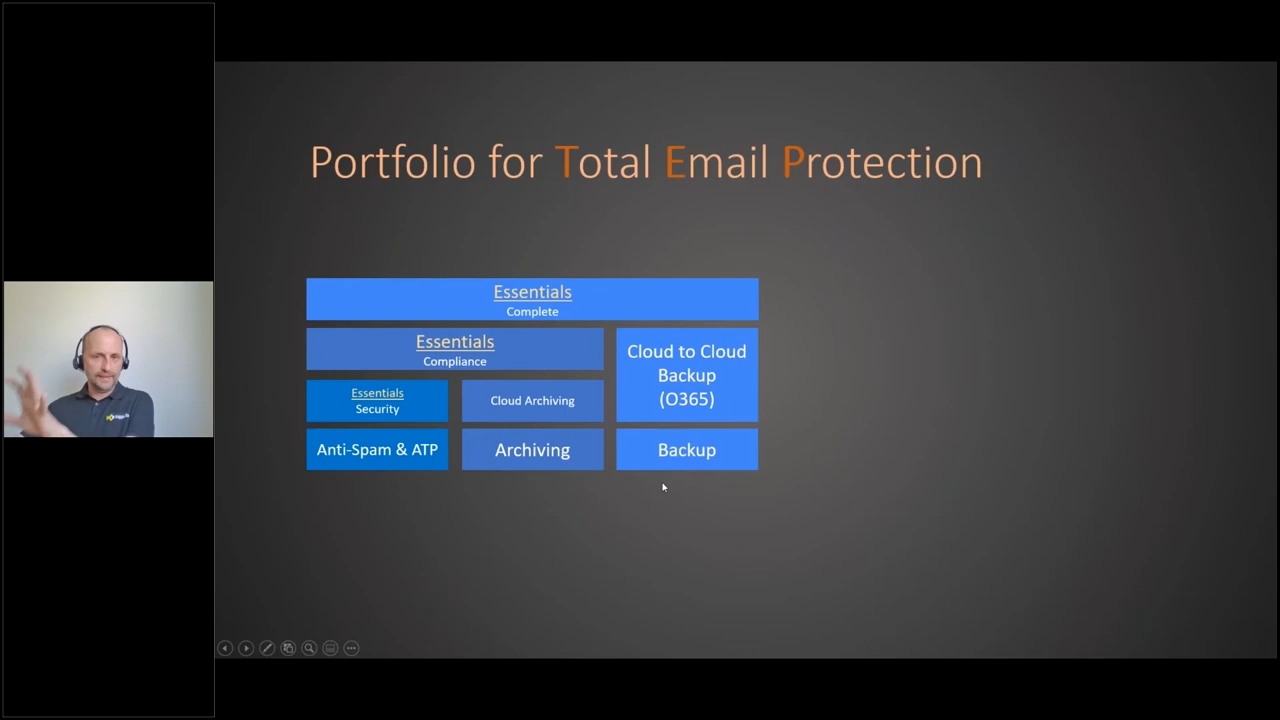 Portfolio for Total Email Protection
Essentials
Complete
Essentials
Compliance
Cloud to Cloud
Backup
(O365)
Essentials
Security
Cloud Archiving
Anti-Spam & ATP
Archiving
Backup